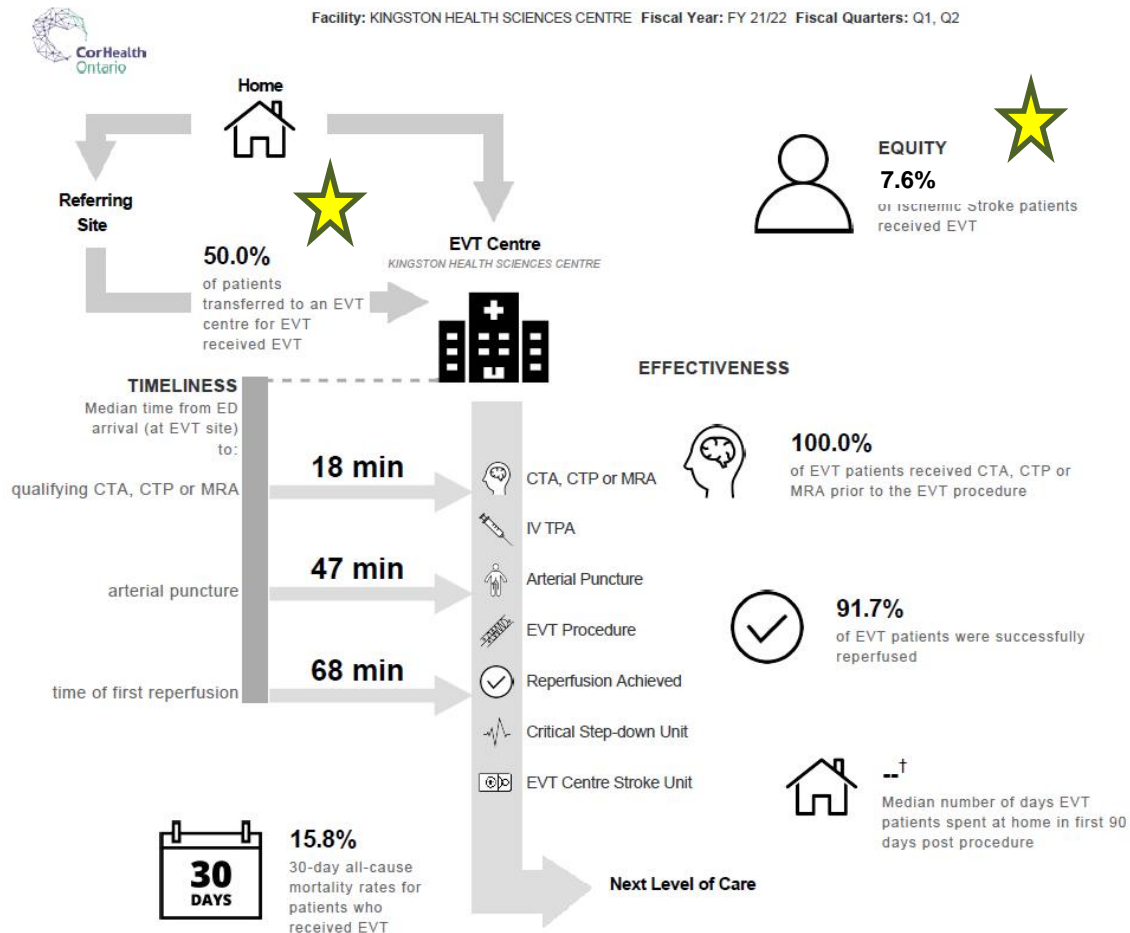 Facility: KINGSTON HEALTH SCIENCES CENTRE Fiscal Year: FY 21/22 Fiscal Quarters: Q1, Q2
CorHealth
Ontario
Home
Referring
Site
50.0%
of patients
transferred to an EVT
centre for EVT
received EVT
EVT Centre
KINGSTON HEALTH SCIENCES CENTRE
EQUITY
7.6%
of Ischemic Stroke patients
received EVT
TIMELINESS
Median time from ED
arrival (at EVT site)
to:
qualifying CTA, CTP or MRA
18 min
arterial puncture
47 min
time of first reperfusion
68 min
CTA, CTP or MRA
IV TPA
Arterial Puncture
EVT Procedure
Reperfusion Achieved
Critical Step-down Unit
EVT Centre Stroke Unit
Next Level of Care
EFFECTIVENESS
100.0%
of EVT patients received CTA, CTP or
MRA prior to the EVT procedure
91.7%
of EVT patients were successfully
reperfused
--†
Median number of days EVT
patients spent at home in first 90
days post procedure
30
DAYS
15.8%
30-day all-cause
mortality rates for
patients who
received EVT